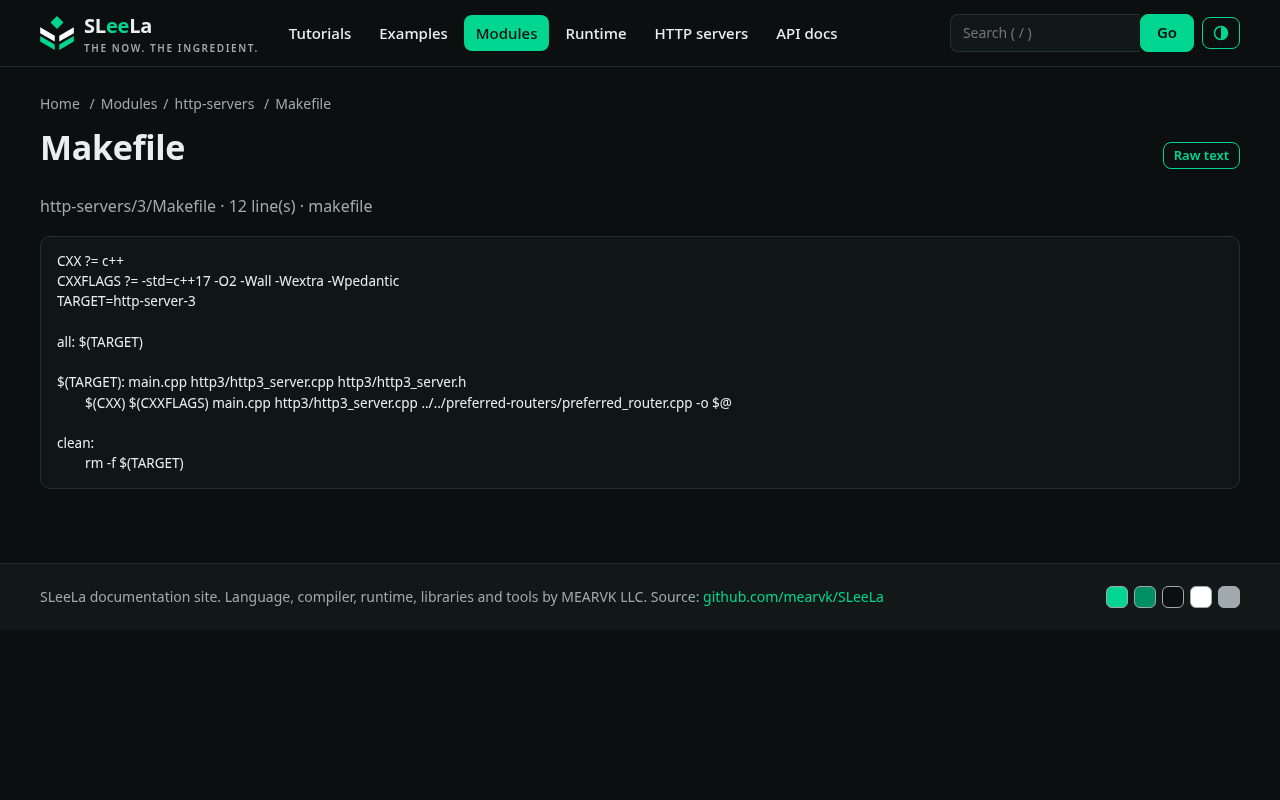 SLeeLa
THE NOW. THE INGREDIENT.
Tutorials Examples Modules Runtime HTTP servers API docs
Search ( / ) Go
Home / Modules / http-servers / Makefile
Makefile
Raw text
http-servers/3/Makefile · 12 line(s) · makefile
CXX ?= c++
CXXFLAGS ?= -std=c++17 -O2 -Wall -Wextra -Wpedantic
TARGET=http-server-3
all: $(TARGET)
$(TARGET): main.cpp http3/http3_server.cpp http3/http3_server.h
	$(CXX) $(CXXFLAGS) main.cpp http3/http3_server.cpp ../../preferred-routers/preferred_router.cpp -o $@
clean:
	rm -f $(TARGET)
SLeeLa documentation site. Language, compiler, runtime, libraries and tools by MEARVK LLC. Source: github.com/mearvk/SLeeLa